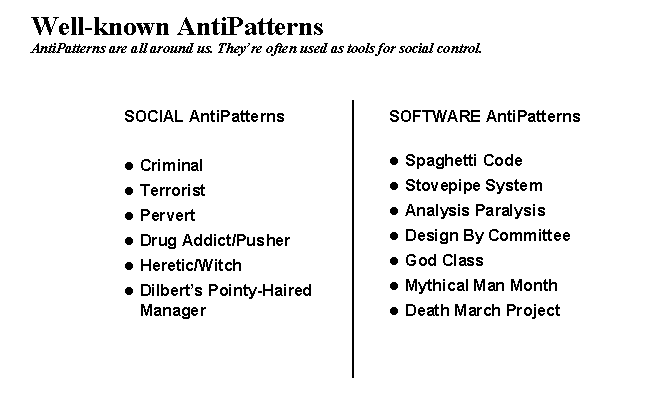 Well-known AntiPatterns
AntiPatterns are all around us. They're often used as tools for social control.
SOCIAL AntiPatterns
● Criminal
● Terrorist
● Pervert
● Drug Addict/Pusher
● Heretic/Witch
● Dilbert's Pointy-Haired
Manager
SOFTWARE AntiPatterns
● Spaghetti Code
● Stovepipe System
● Analysis Paralysis
● Design By Committee
● God Class
● Mythical Man Month
● Death March Project